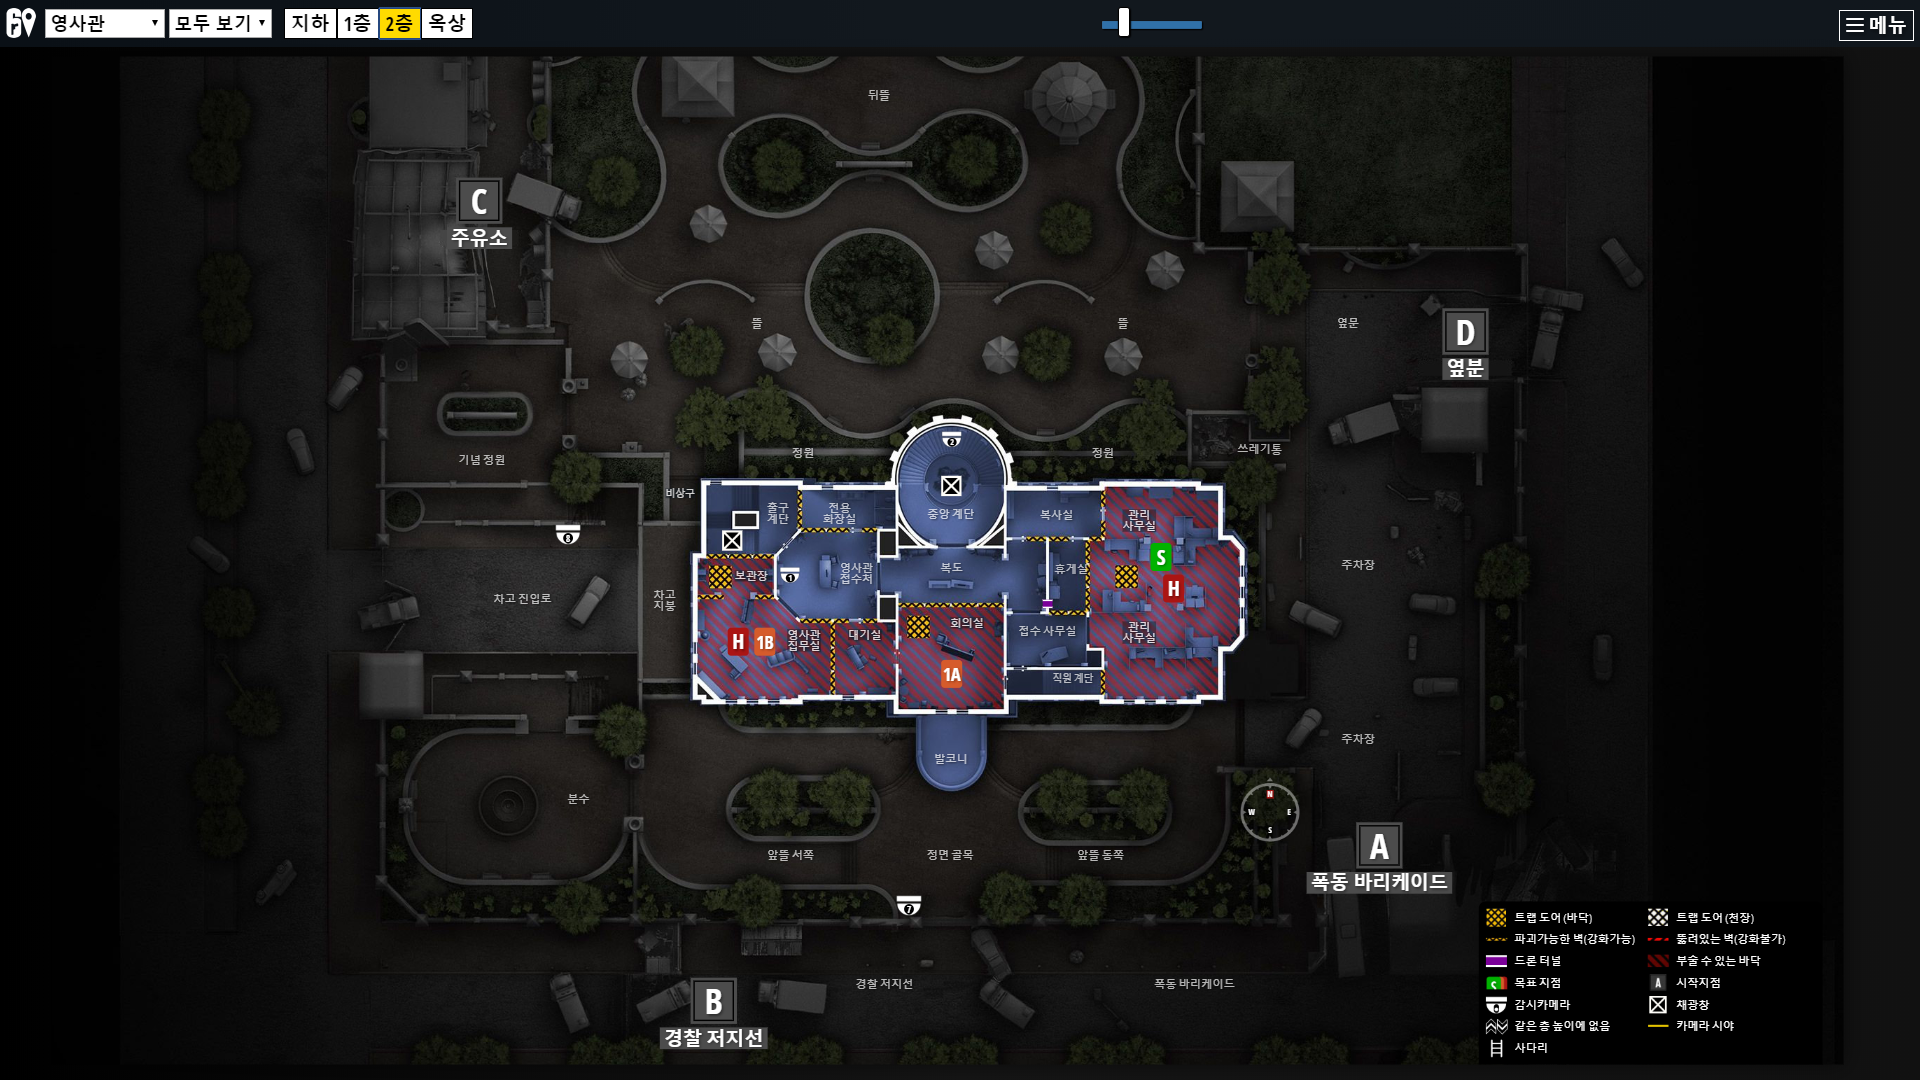 영사관
모두 보기
지하
1층
2층
옥상
메뉴
뒤뜰
C
주유소
뜰
뜰
옆문
D
옆분
기념 정원
정원
정원
쓰레기통
비상구
2
출구
계단
전용
화장실
중앙 계단
복사실
관리
사무실
8
S
보관장
1
영사관
접수처
복도
휴게실
주차장
H
차고 진입로
차고
지붕
H
1B
영사관
집무실
대기실
회의실
접수 사무실
관리
사무실
1A
직원 계단
주차장
발코니
분수
N
W
E
S
앞뜰 서쪽
정면 골목
앞뜰 동쪽
A
폭동 바리케이드
7
경찰 저지선
폭동 바리케이드
B
경찰 저지선
트랩 도어 (바닥)
트랩 도어 (천장)
파괴가능한 벽(강화가능)
뚫려있는 벽(강화불가)
드론 터널
부술 수 있는 바닥
C
목표 지점
A
시작지점
감시카메라
채광창
같은 층 높이에 없음
카메라 시야
사다리